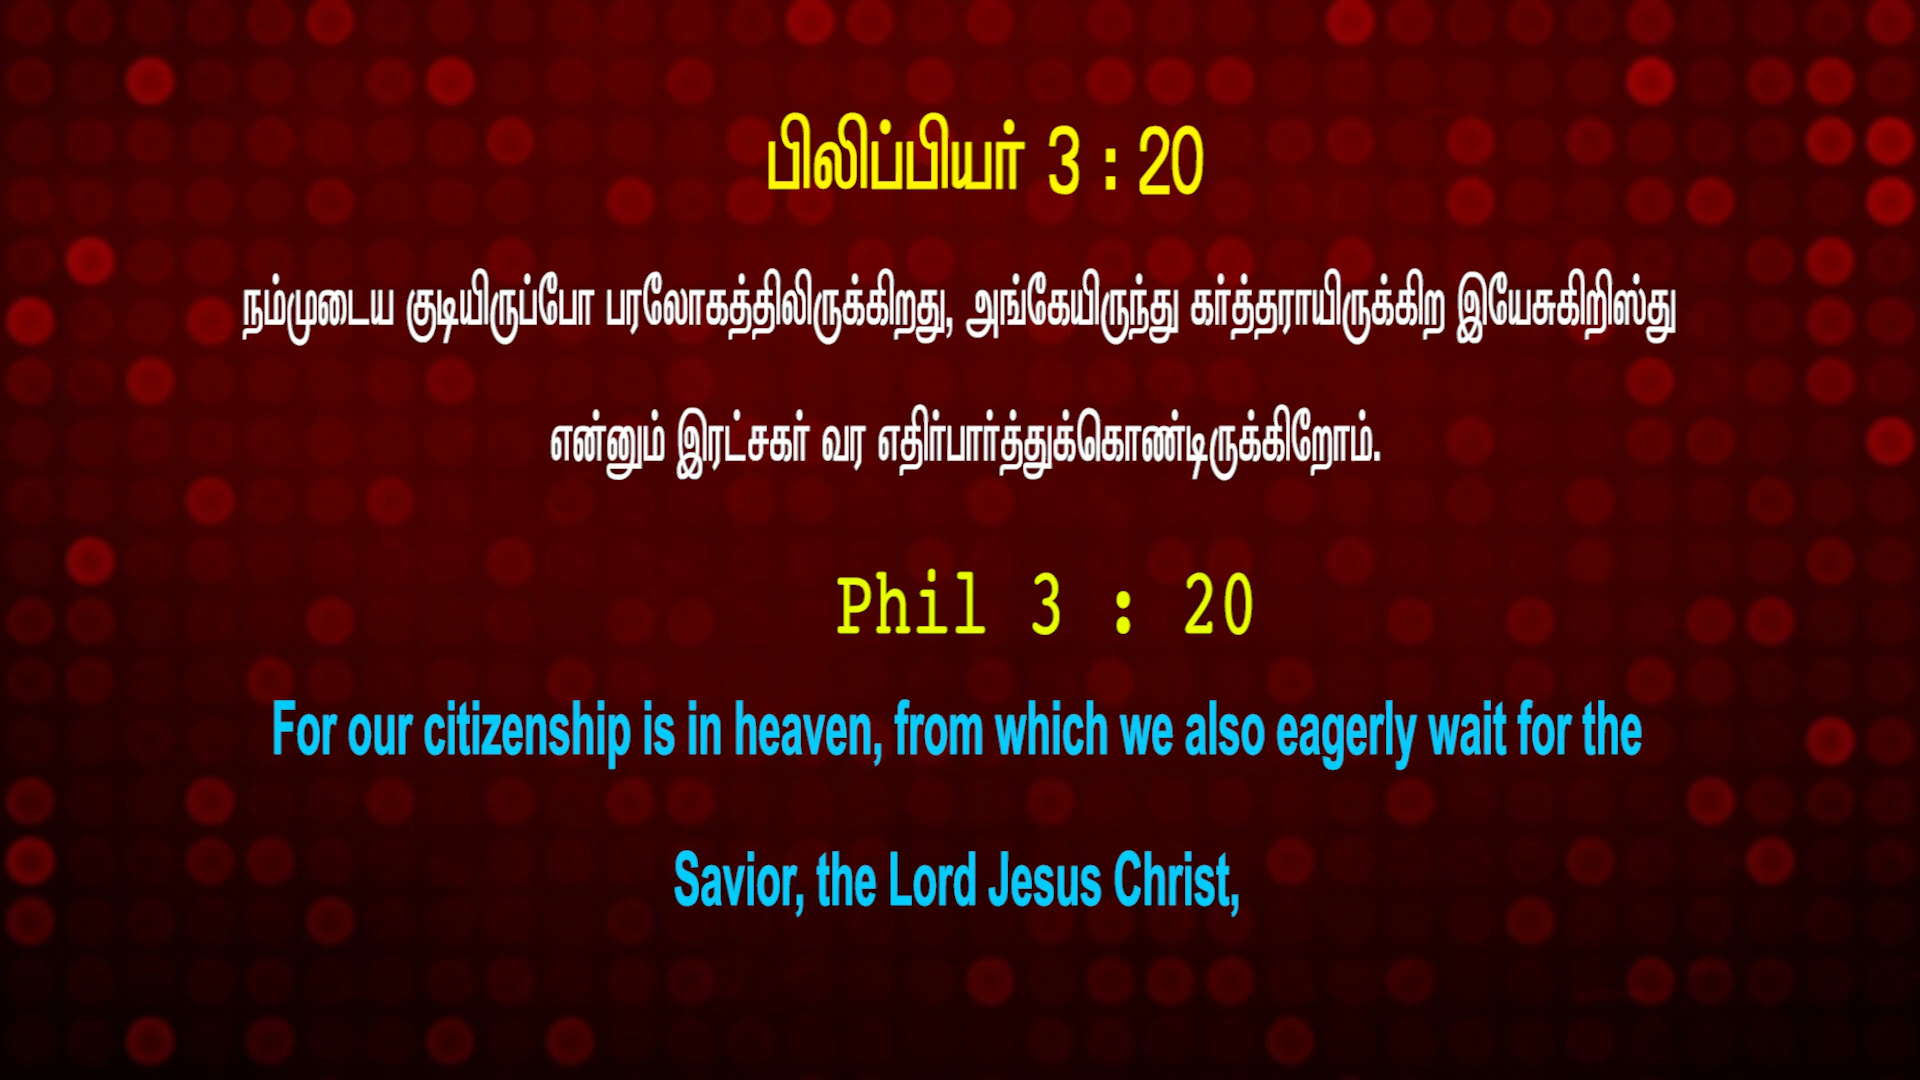 பிலிப்பியர் 3 : 20
நம்முடைய குடியிருப்போ பரலோகத்திலிருக்கிறது, அங்கேயிருந்து கர்த்தராயிருக்கிற இயேசுகிறிஸ்து
என்னும் இரட்சகர் வர எதிர்பார்த்துக்கொண்டிருக்கிறோம்.
Phil 3 : 20
For our citizenship is in heaven, from which we also eagerly wait for the
Savior, the Lord Jesus Christ,